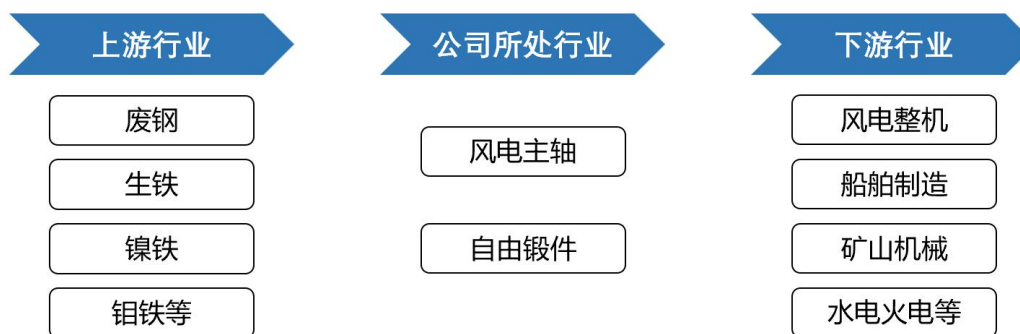 上游行业
废钢
生铁
镍铁
钼铁等
公司所处行业
风电主轴
自由锻件
下游行业
风电整机
船舶制造
矿山机械
水电火电等